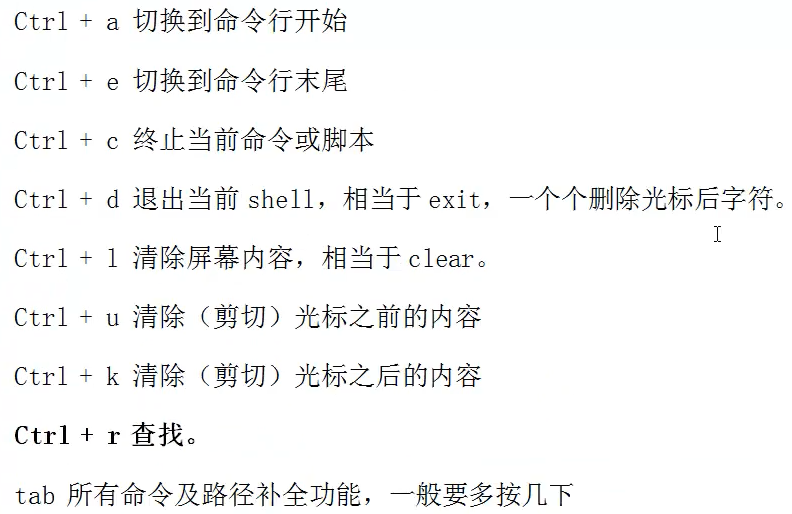 Ctrl + a 切换到命令行开始
Ctrl + e 切换到命令行末尾
Ctrl + c 终止当前命令或脚本
Ctrl + d 退出当前 shell，相当于 exit，一个个删除光标后字符。
Ctrl + l 清除屏幕内容，相当于 clear。
Ctrl + u 清除（剪切）光标之前的内容
Ctrl + k 清除（剪切）光标之后的内容
Ctrl + r 查找。
tab 所有命令及路径补全功能，一般要多按几下